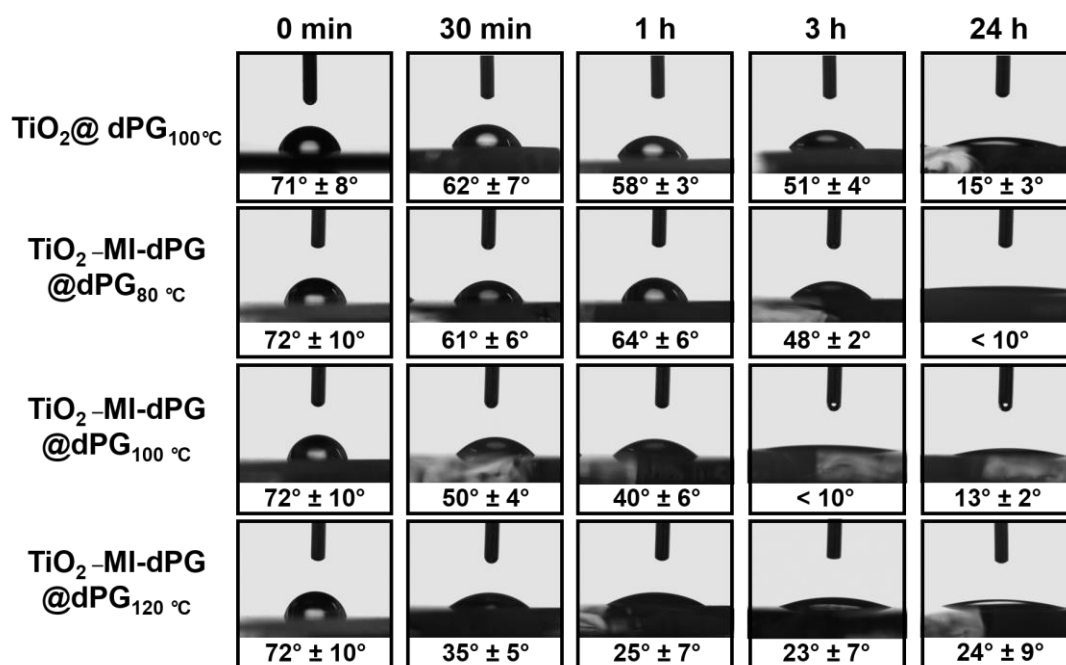 0 min 30 min 1 h 3 h 24 h
TiO₂@ dPG₁₀₀°C
71° ± 8° 62° ± 7° 58° ± 3° 51° ± 4° 15° ± 3°
TiO₂ –MI-dPG
@dPG₈₀ °C
72° ± 10° 61° ± 6° 64° ± 6° 48° ± 2° < 10°
TiO₂ –MI-dPG
@dPG₁₀₀ °C
72° ± 10° 50° ± 4° 40° ± 6° < 10° 13° ± 2°
TiO₂ –MI-dPG
@dPG₁₂₀ °C
72° ± 10° 35° ± 5° 25° ± 7° 23° ± 7° 24° ± 9°